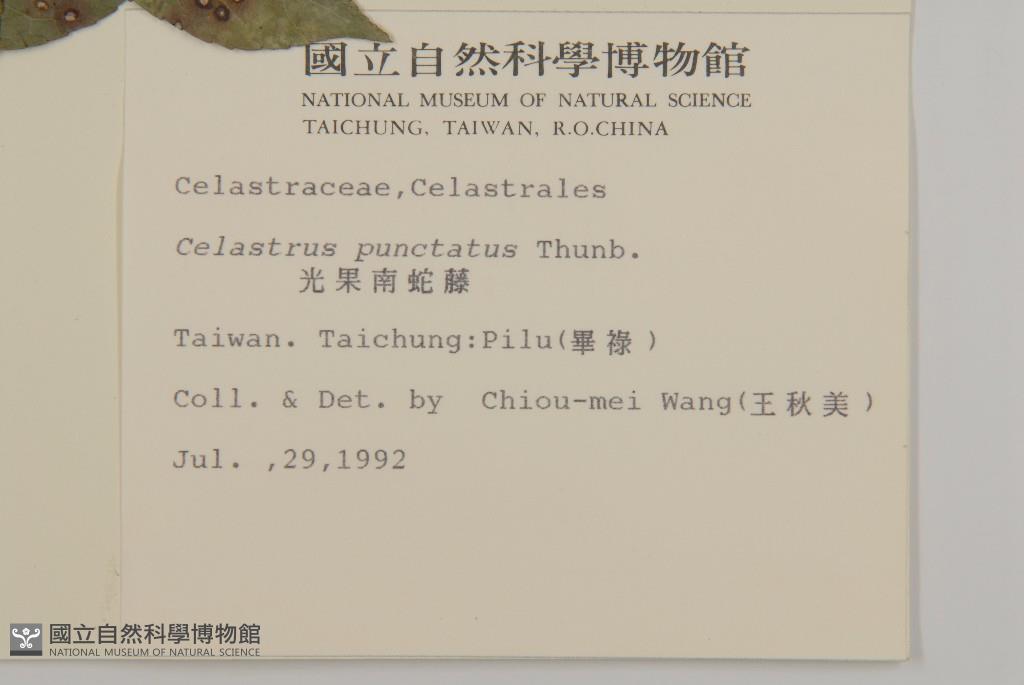 國立自然科學博物館
NATIONAL MUSEUM OF NATURAL SCIENCE
TAICHUNG, TAIWAN, R.O.CHINA
Celastraceae,Celastrales
Celastrus punctatus Thunb.
光果南蛇藤
Taiwan. Taichung:Pilu(畢祿)
Coll. & Det. by Chiou-mei Wang(王秋美)
Jul. ,29,1992
國立自然科學博物館
NATIONAL MUSEUM OF NATURAL SCIENCE